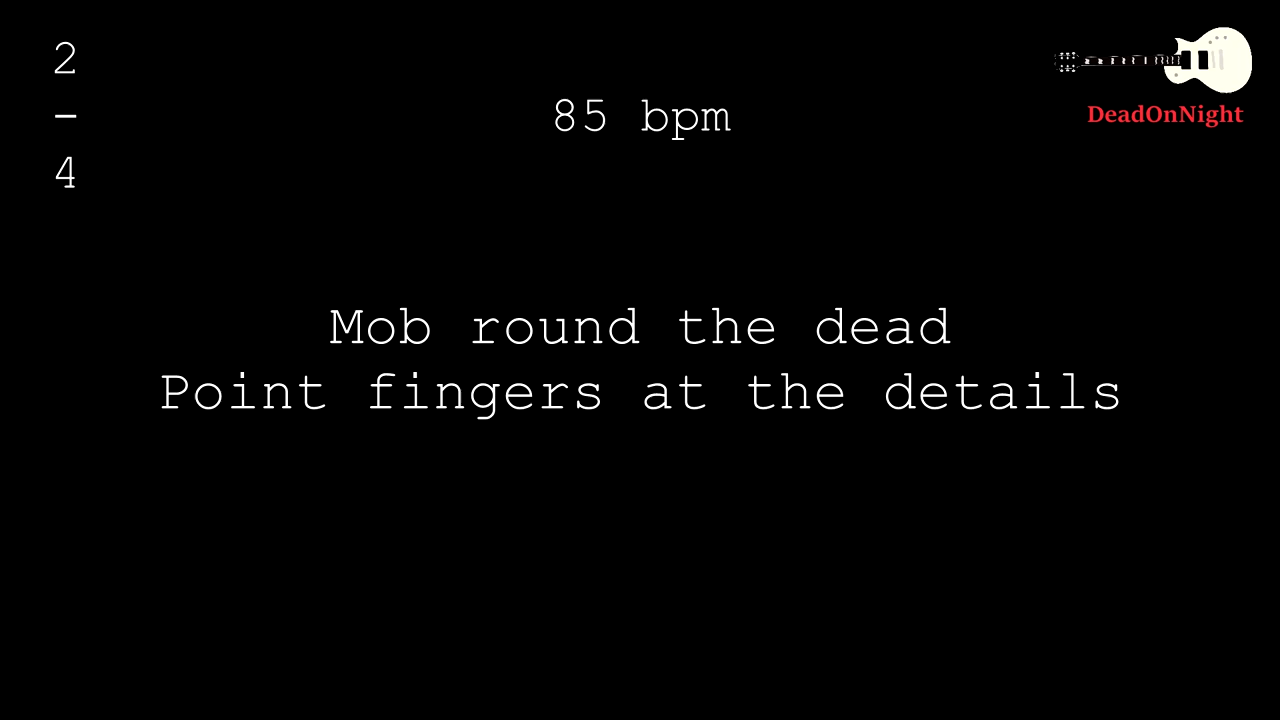 2
-
4
85 bpm
DeadOnNight
Mob round the dead
Point fingers at the details